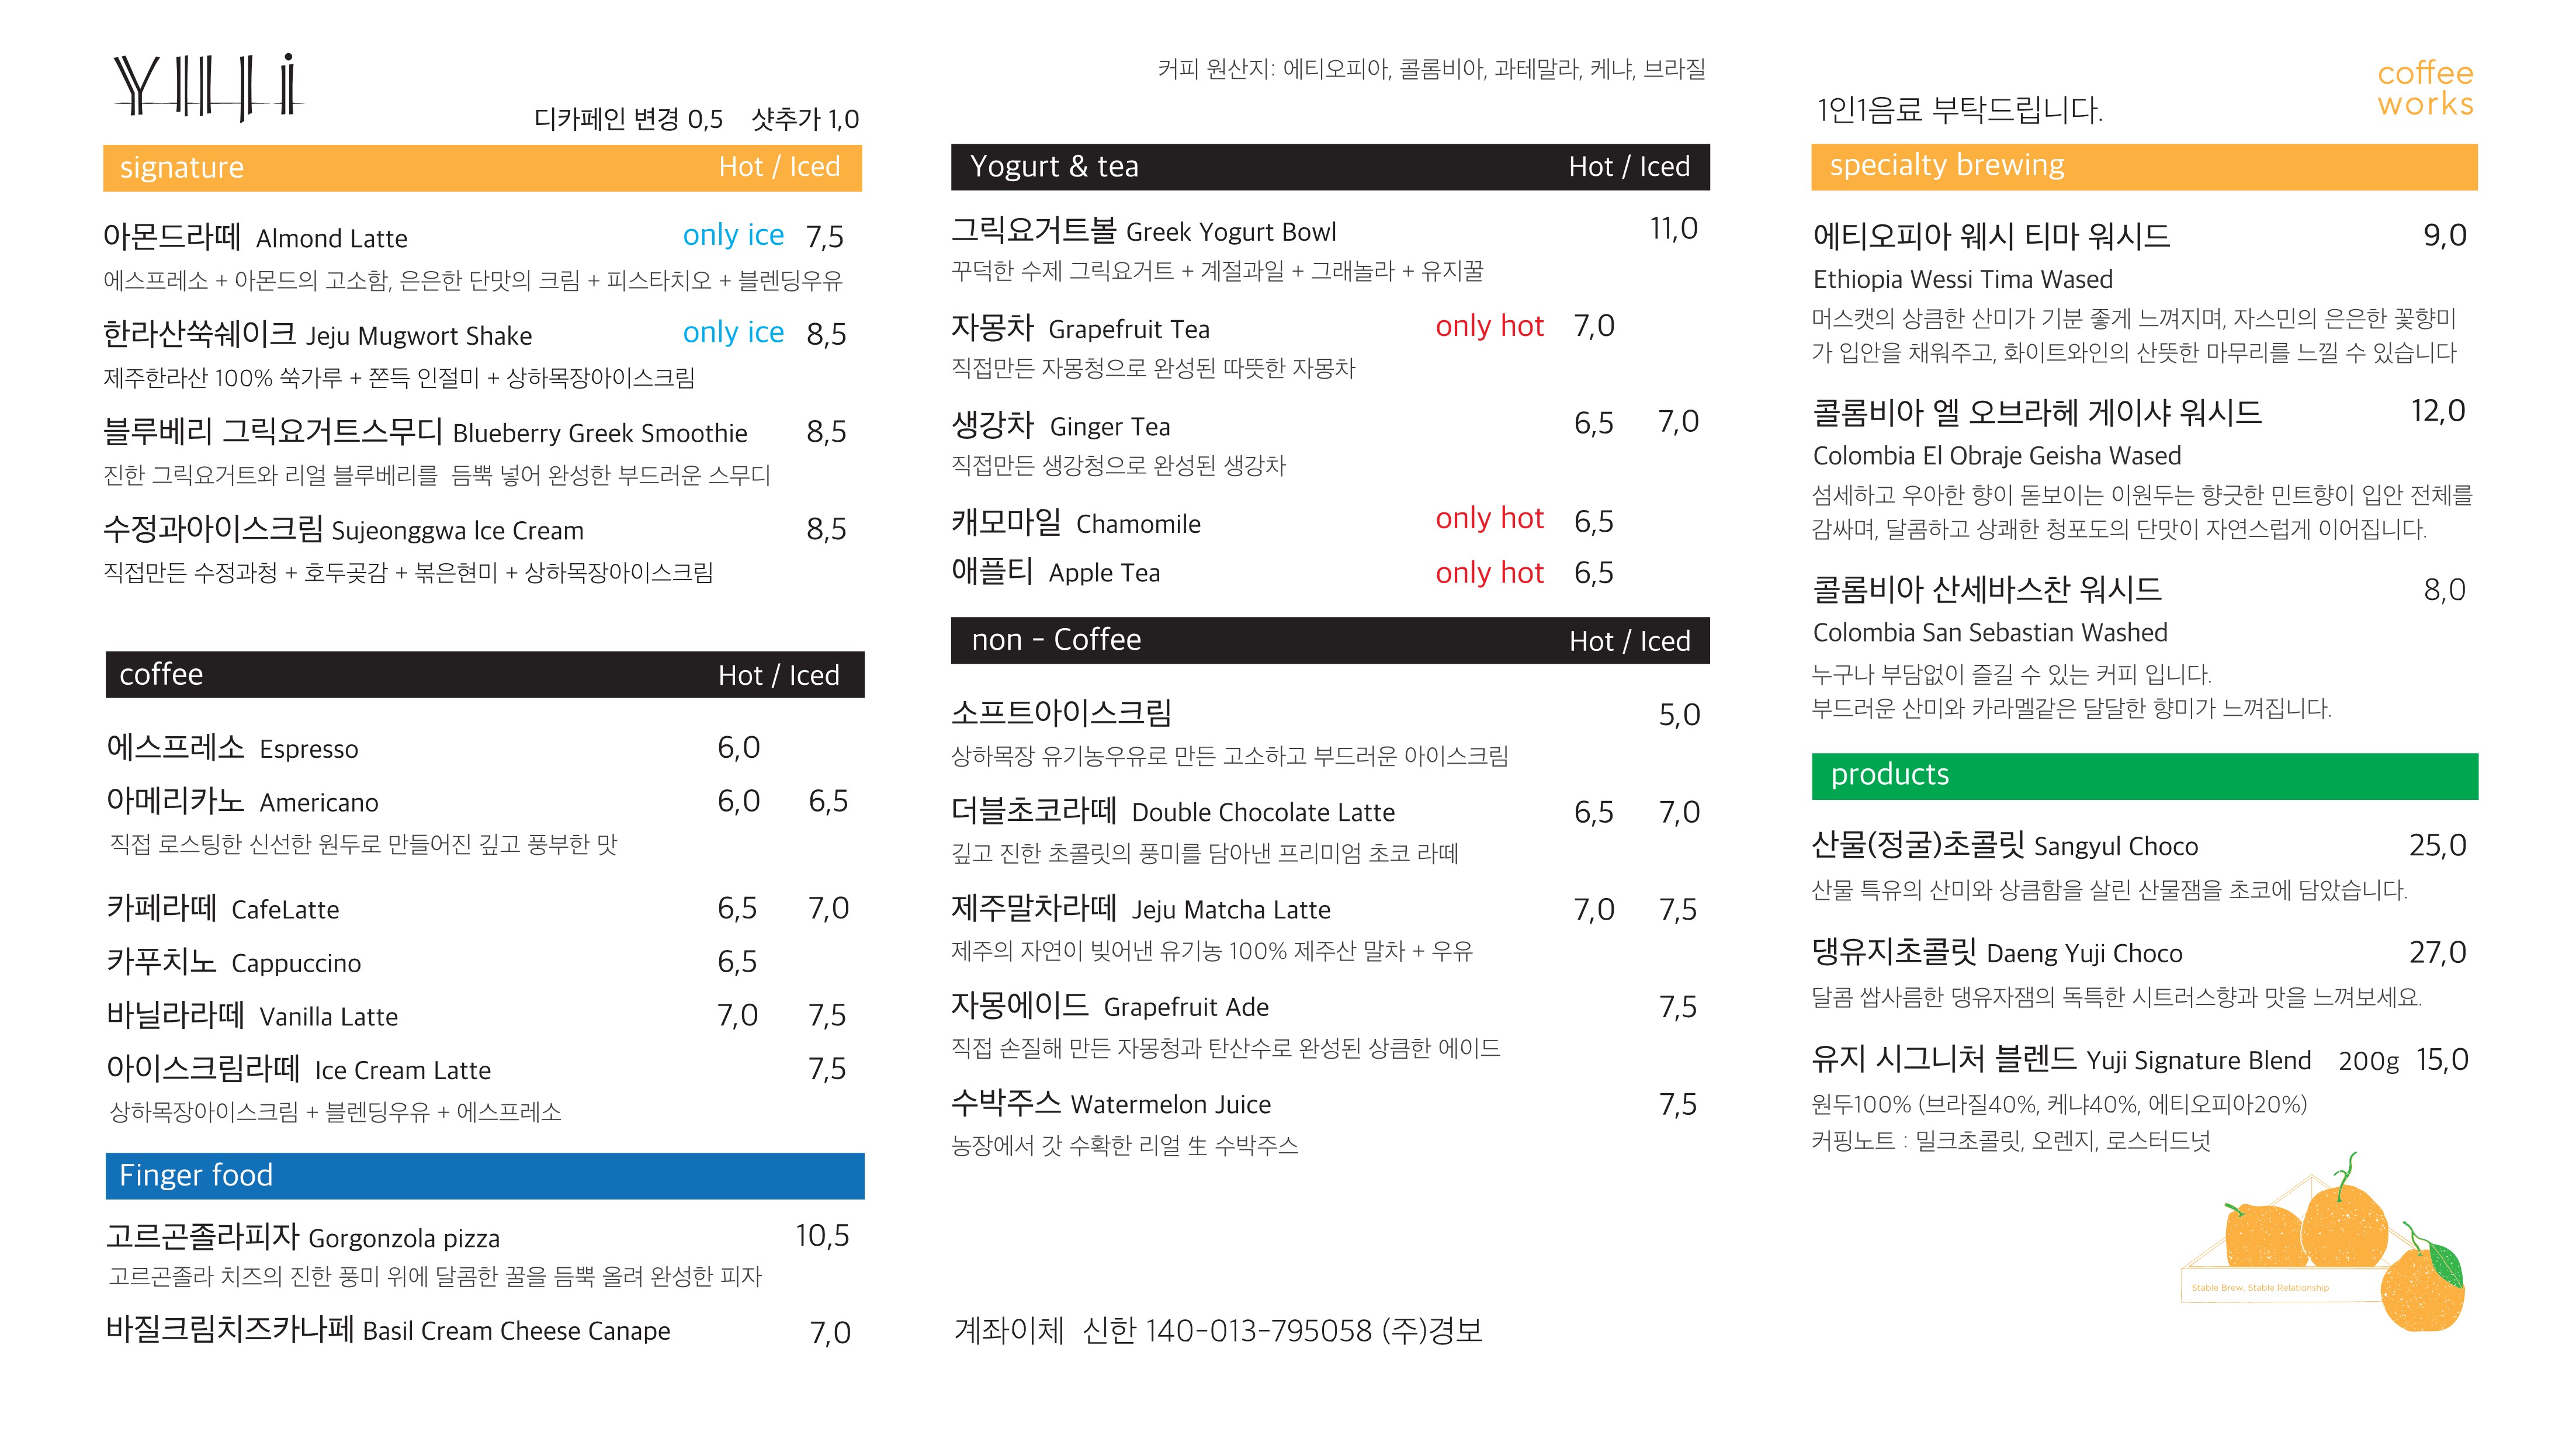 Yuji
디카페인 변경 0,5 샷추가 1,0
signature Hot / Iced
아몬드라떼 Almond Latte only ice 7,5
에스프레소 + 아몬드의 고소함, 은은한 단맛의 크림 + 피스타치오 + 블렌딩우유
한라산쑥쉐이크 Jeju Mugwort Shake only ice 8,5
제주한라산 100% 쑥가루 + 쫀득 인절미 + 상하목장아이스크림
블루베리 그릭요거트스무디 Blueberry Greek Smoothie 8,5
진한 그릭요거트와 리얼 블루베리를 듬뿍 넣어 완성한 부드러운 스무디
수정과아이스크림 Sujeonggwa Ice Cream 8,5
직접만든 수정과청 + 호두곶감 + 볶은현미 + 상하목장아이스크림
coffee Hot / Iced
에스프레소 Espresso 6,0
아메리카노 Americano 6,0 6,5
직접 로스팅한 신선한 원두로 만들어진 깊고 풍부한 맛
카페라떼 CafeLatte 6,5 7,0
카푸치노 Cappuccino 6,5
바닐라라떼 Vanilla Latte 7,0 7,5
아이스크림라떼 Ice Cream Latte 7,5
상하목장아이스크림 + 블렌딩우유 + 에스프레소
Finger food
고르곤졸라피자 Gorgonzola pizza 10,5
고르곤졸라 치즈의 진한 풍미 위에 달콤한 꿀을 듬뿍 올려 완성한 피자
바질크림치즈카나페 Basil Cream Cheese Canape 7,0
커피 원산지: 에티오피아, 콜롬비아, 과테말라, 케냐, 브라질
Yogurt & tea Hot / Iced
그릭요거트볼 Greek Yogurt Bowl 11,0
꾸덕한 수제 그릭요거트 + 계절과일 + 그래놀라 + 유지꿀
자몽차 Grapefruit Tea only hot 7,0
직접만든 자몽청으로 완성된 따뜻한 자몽차
생강차 Ginger Tea 6,5 7,0
직접만든 생강청으로 완성된 생강차
캐모마일 Chamomile only hot 6,5
애플티 Apple Tea only hot 6,5
non - Coffee Hot / Iced
소프트아이스크림 5,0
상하목장 유기농우유로 만든 고소하고 부드러운 아이스크림
더블초코라떼 Double Chocolate Latte 6,5 7,0
깊고 진한 초콜릿의 풍미를 담아낸 프리미엄 초코 라떼
제주말차라떼 Jeju Matcha Latte 7,0 7,5
제주의 자연이 빚어낸 유기농 100% 제주산 말차 + 우유
자몽에이드 Grapefruit Ade 7,5
직접 손질해 만든 자몽청과 탄산수로 완성된 상큼한 에이드
수박주스 Watermelon Juice 7,5
농장에서 갓 수확한 리얼 生 수박주스
계좌이체 신한 140-013-795058 (주)경보
coffee
works
1인1음료 부탁드립니다.
specialty brewing
에티오피아 웨시 티마 워시드 9,0
Ethiopia Wessi Tima Wased
머스캣의 상큼한 산미가 기분 좋게 느껴지며, 자스민의 은은한 꽃향미
가 입안을 채워주고, 화이트와인의 산뜻한 마무리를 느낄 수 있습니다
콜롬비아 엘 오브라헤 게이샤 워시드 12,0
Colombia El Obraje Geisha Wased
섬세하고 우아한 향이 돋보이는 이원두는 향긋한 민트향이 입안 전체를
감싸며, 달콤하고 상쾌한 청포도의 단맛이 자연스럽게 이어집니다.
콜롬비아 산세바스찬 워시드 8,0
Colombia San Sebastian Washed
누구나 부담없이 즐길 수 있는 커피 입니다.
부드러운 산미와 카라멜같은 달달한 향미가 느껴집니다.
products
산물(정귤)초콜릿 Sangyul Choco 25,0
산물 특유의 산미와 상큼함을 살린 산물잼을 초코에 담았습니다.
댕유지초콜릿 Daeng Yuji Choco 27,0
달콤 쌉사름한 댕유자잼의 독특한 시트러스향과 맛을 느껴보세요.
유지 시그니처 블렌드 Yuji Signature Blend 200g 15,0
원두100% (브라질40%, 케냐40%, 에티오피아20%)
커핑노트 : 밀크초콜릿, 오렌지, 로스터드넛
Stable Brew, Stable Relationship